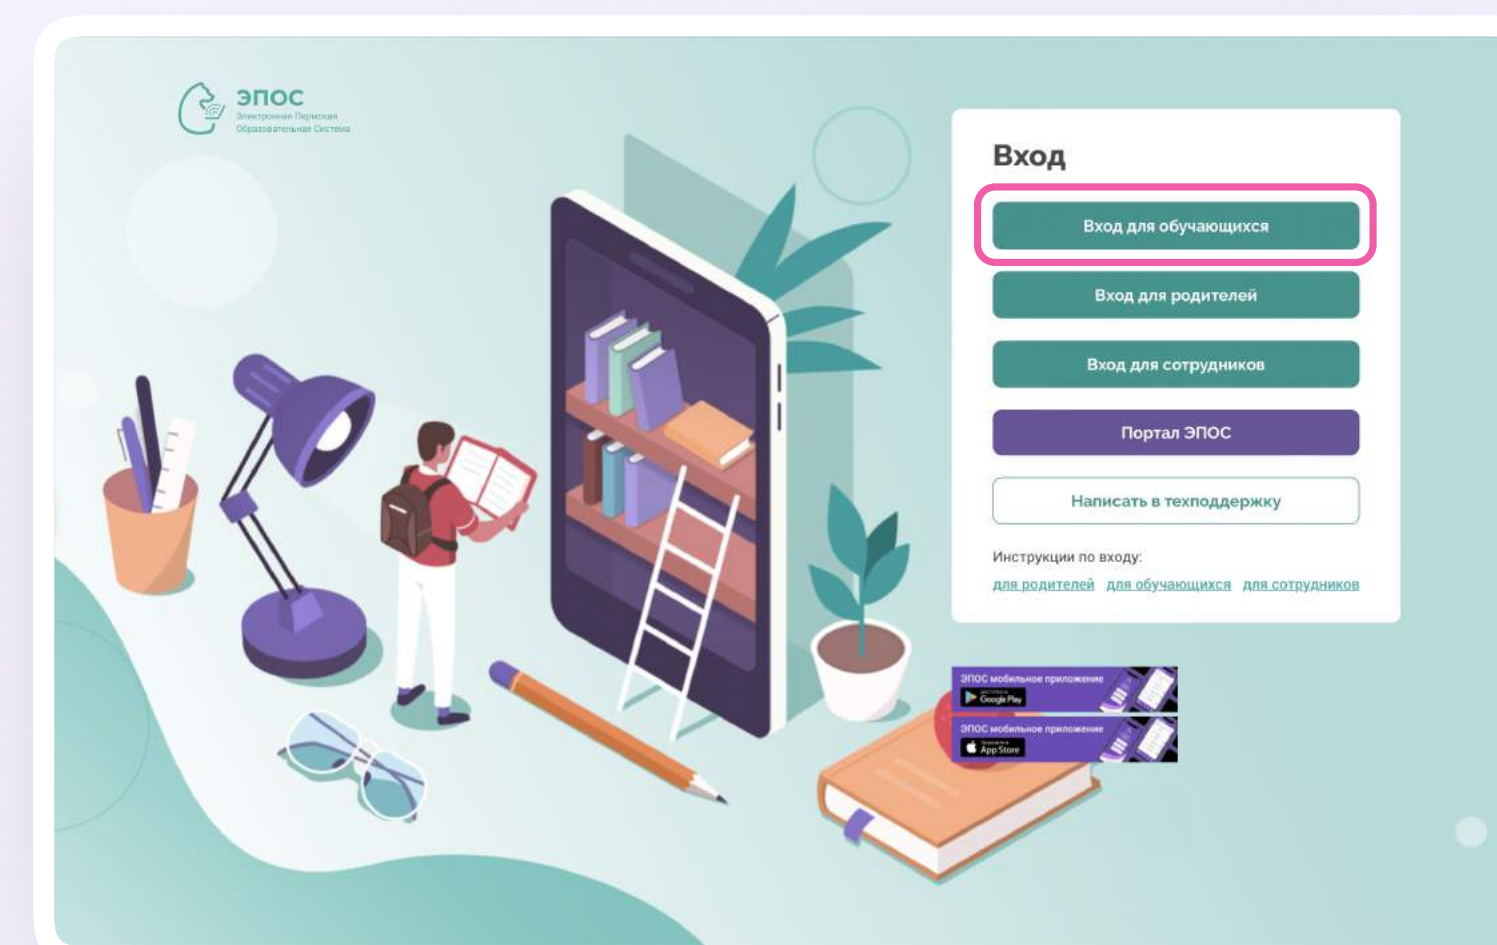 ЭПОС
Электронная Пермская
Образовательная Система
Вход
Вход для обучающихся
Вход для родителей
Вход для сотрудников
Портал ЭПОС
Написать в техподдержку
Инструкции по входу:
для родителей для обучающихся для сотрудников
ЭПОС мобильное приложение
Google Play
ЭПОС мобильное приложение
App Store